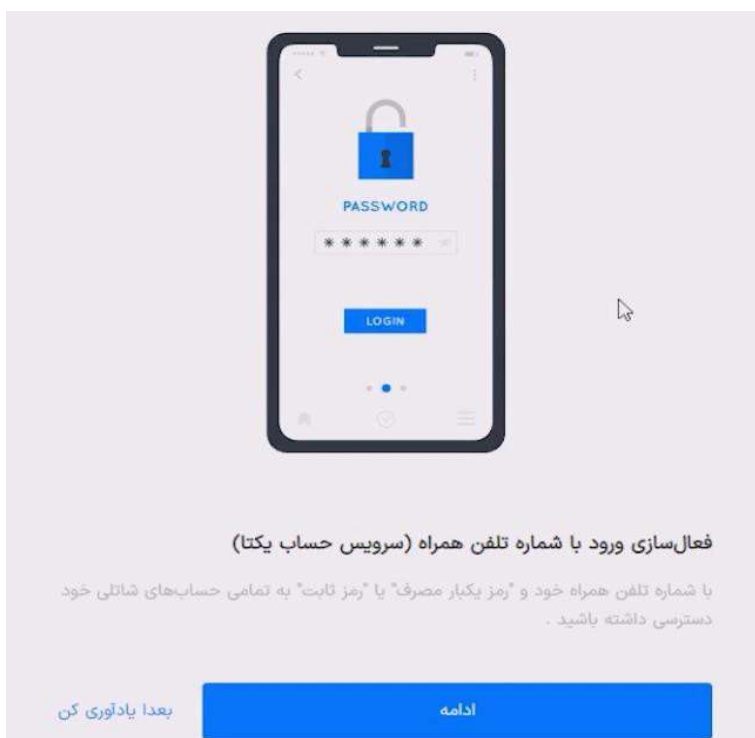 PASSWORD
******
LOGIN
فعال‌سازی ورود با شماره تلفن همراه (سرویس حساب یکتا)
با شماره تلفن همراه خود و "رمز یکبار مصرف" یا "رمز ثابت" به تمامی حساب‌های شاتلی خود
دسترسی داشته باشید .
ادامه
بعدا یادآوری کن